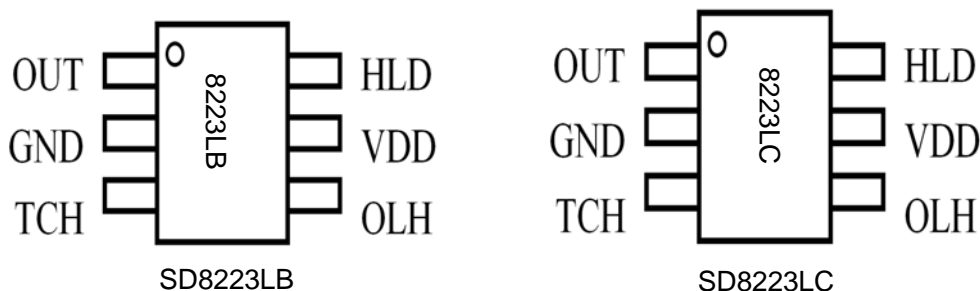 OUT 8223LB HLD
GND VDD
TCH OLH
SD8223LB
OUT 8223LC HLD
GND VDD
TCH OLH
SD8223LC